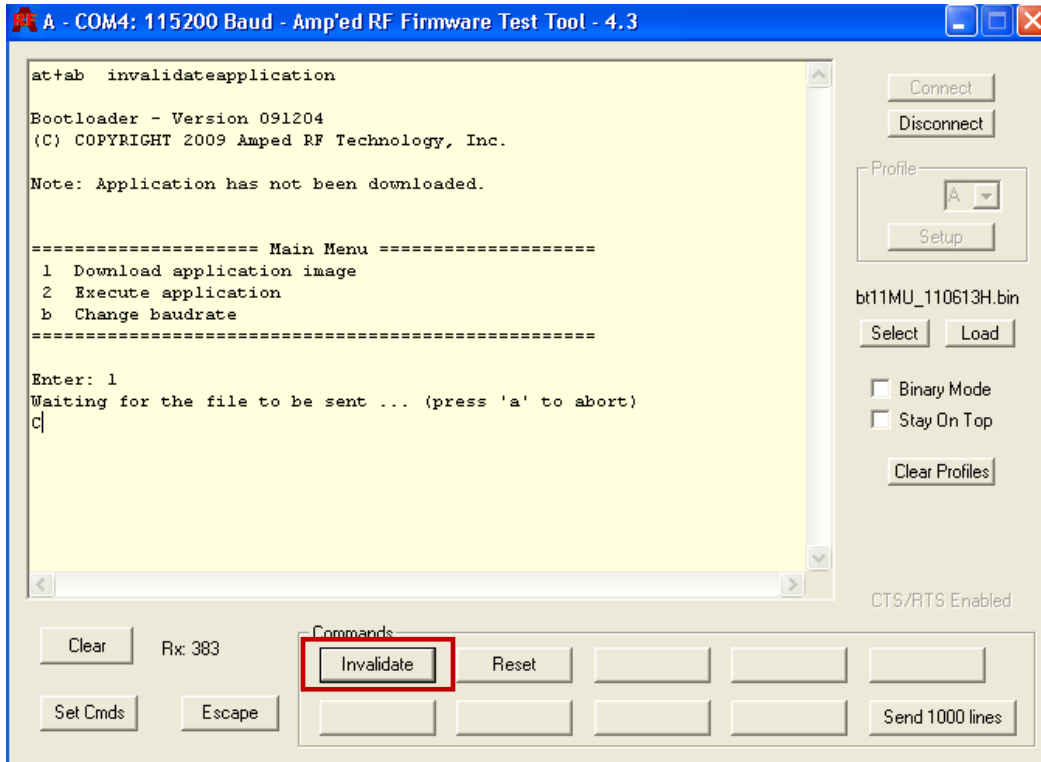 A - COM4: 115200 Baud - Amp'ed RF Firmware Test Tool - 4.3
at+ab  invalidateapplication
Bootloader - Version 091204
(C) COPYRIGHT 2009 Amped RF Technology, Inc.
Note: Application has not been downloaded.
===================== Main Menu ====================
1  Download application image
2  Execute application
b  Change baudrate
====================================================
Enter: 1
Waiting for the file to be sent ... (press 'a' to abort)
C
Connect
Disconnect
Profile
A
Setup
bt11MU_110613H.bin
Select Load
Binary Mode
Stay On Top
Clear Profiles
CTS/RTS Enabled
Clear Rx: 383
Set Cmds Escape
Commands
Invalidate Reset
Send 1000 lines